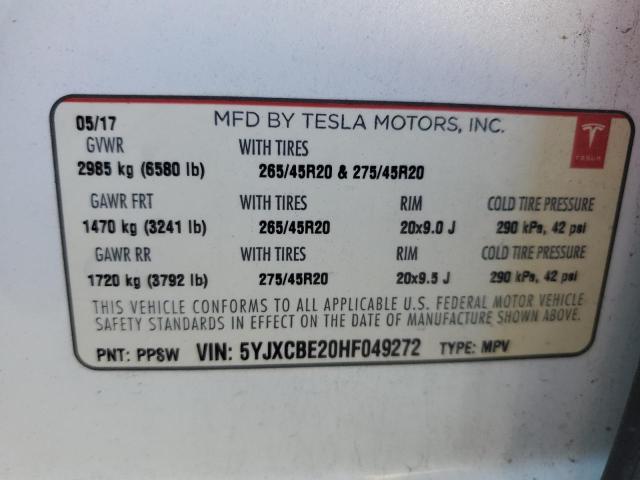 05/17 MFD BY TESLA MOTORS, INC.
GVWR WITH TIRES
2985 kg (6580 lb) 265/45R20 & 275/45R20
GAWR FRT WITH TIRES RIM COLD TIRE PRESSURE
1470 kg (3241 lb) 265/45R20 20x9.0 J 290 kPa, 42 psi
GAWR RR WITH TIRES RIM COLD TIRE PRESSURE
1720 kg (3792 lb) 275/45R20 20x9.5 J 290 kPa, 42 psi
THIS VEHICLE CONFORMS TO ALL APPLICABLE U.S. FEDERAL MOTOR VEHICLE
SAFETY STANDARDS IN EFFECT ON THE DATE OF MANUFACTURE SHOWN ABOVE.
PNT: PPSW VIN: 5YJXCBE20HF049272 TYPE: MPV
TESLA